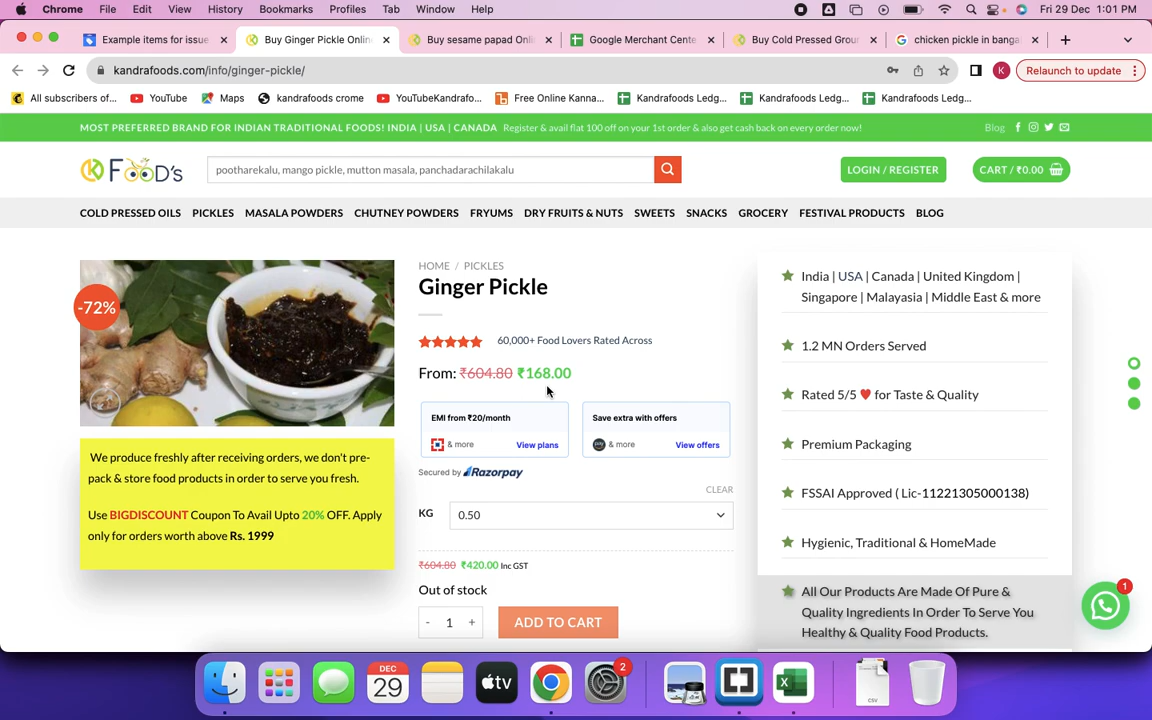 Chrome File Edit View History Bookmarks Profiles Tab Window Help Fri 29 Dec 1:01 PM
Example items for issue Buy Ginger Pickle Onlin Buy sesame papad Onli Google Merchant Cente Buy Cold Pressed Grou chicken pickle in banga
kandrafoods.com/info/ginger-pickle/ K Relaunch to update
All subscribers of... YouTube Maps kandrafoods crome YouTubeKandrafo... Free Online Kanna... Kandrafoods Ledg... Kandrafoods Ledg... Kandrafoods Ledg...
MOST PREFERRED BRAND FOR INDIAN TRADITIONAL FOODS! INDIA | USA | CANADA Register & avail flat 100 off on your 1st order & also get cash back on every order now! Blog
K FOOD'S pootharekalu, mango pickle, mutton masala, panchadarachilakalu LOGIN / REGISTER CART / ₹0.00
COLD PRESSED OILS PICKLES MASALA POWDERS CHUTNEY POWDERS FRYUMS DRY FRUITS & NUTS SWEETS SNACKS GROCERY FESTIVAL PRODUCTS BLOG
-72%
We produce freshly after receiving orders, we don't pre-
pack & store food products in order to serve you fresh.
Use BIGDISCOUNT Coupon To Avail Upto 20% OFF. Apply
only for orders worth above Rs. 1999
HOME / PICKLES
Ginger Pickle
60,000+ Food Lovers Rated Across
From: ₹604.80 ₹168.00
EMI from ₹20/month
& more View plans
Save extra with offers
& more View offers
Secured by Razorpay
CLEAR
KG 0.50
₹604.80 ₹420.00 Inc GST
Out of stock
- 1 + ADD TO CART
India | USA | Canada | United Kingdom |
Singapore | Malayasia | Middle East & more
1.2 MN Orders Served
Rated 5/5 ❤️ for Taste & Quality
Premium Packaging
FSSAI Approved ( Lic-11221305000138)
Hygienic, Traditional & HomeMade
All Our Products Are Made Of Pure &
Quality Ingredients In Order To Serve You
Healthy & Quality Food Products.
1
DEC
29
tv
2
X
CSV